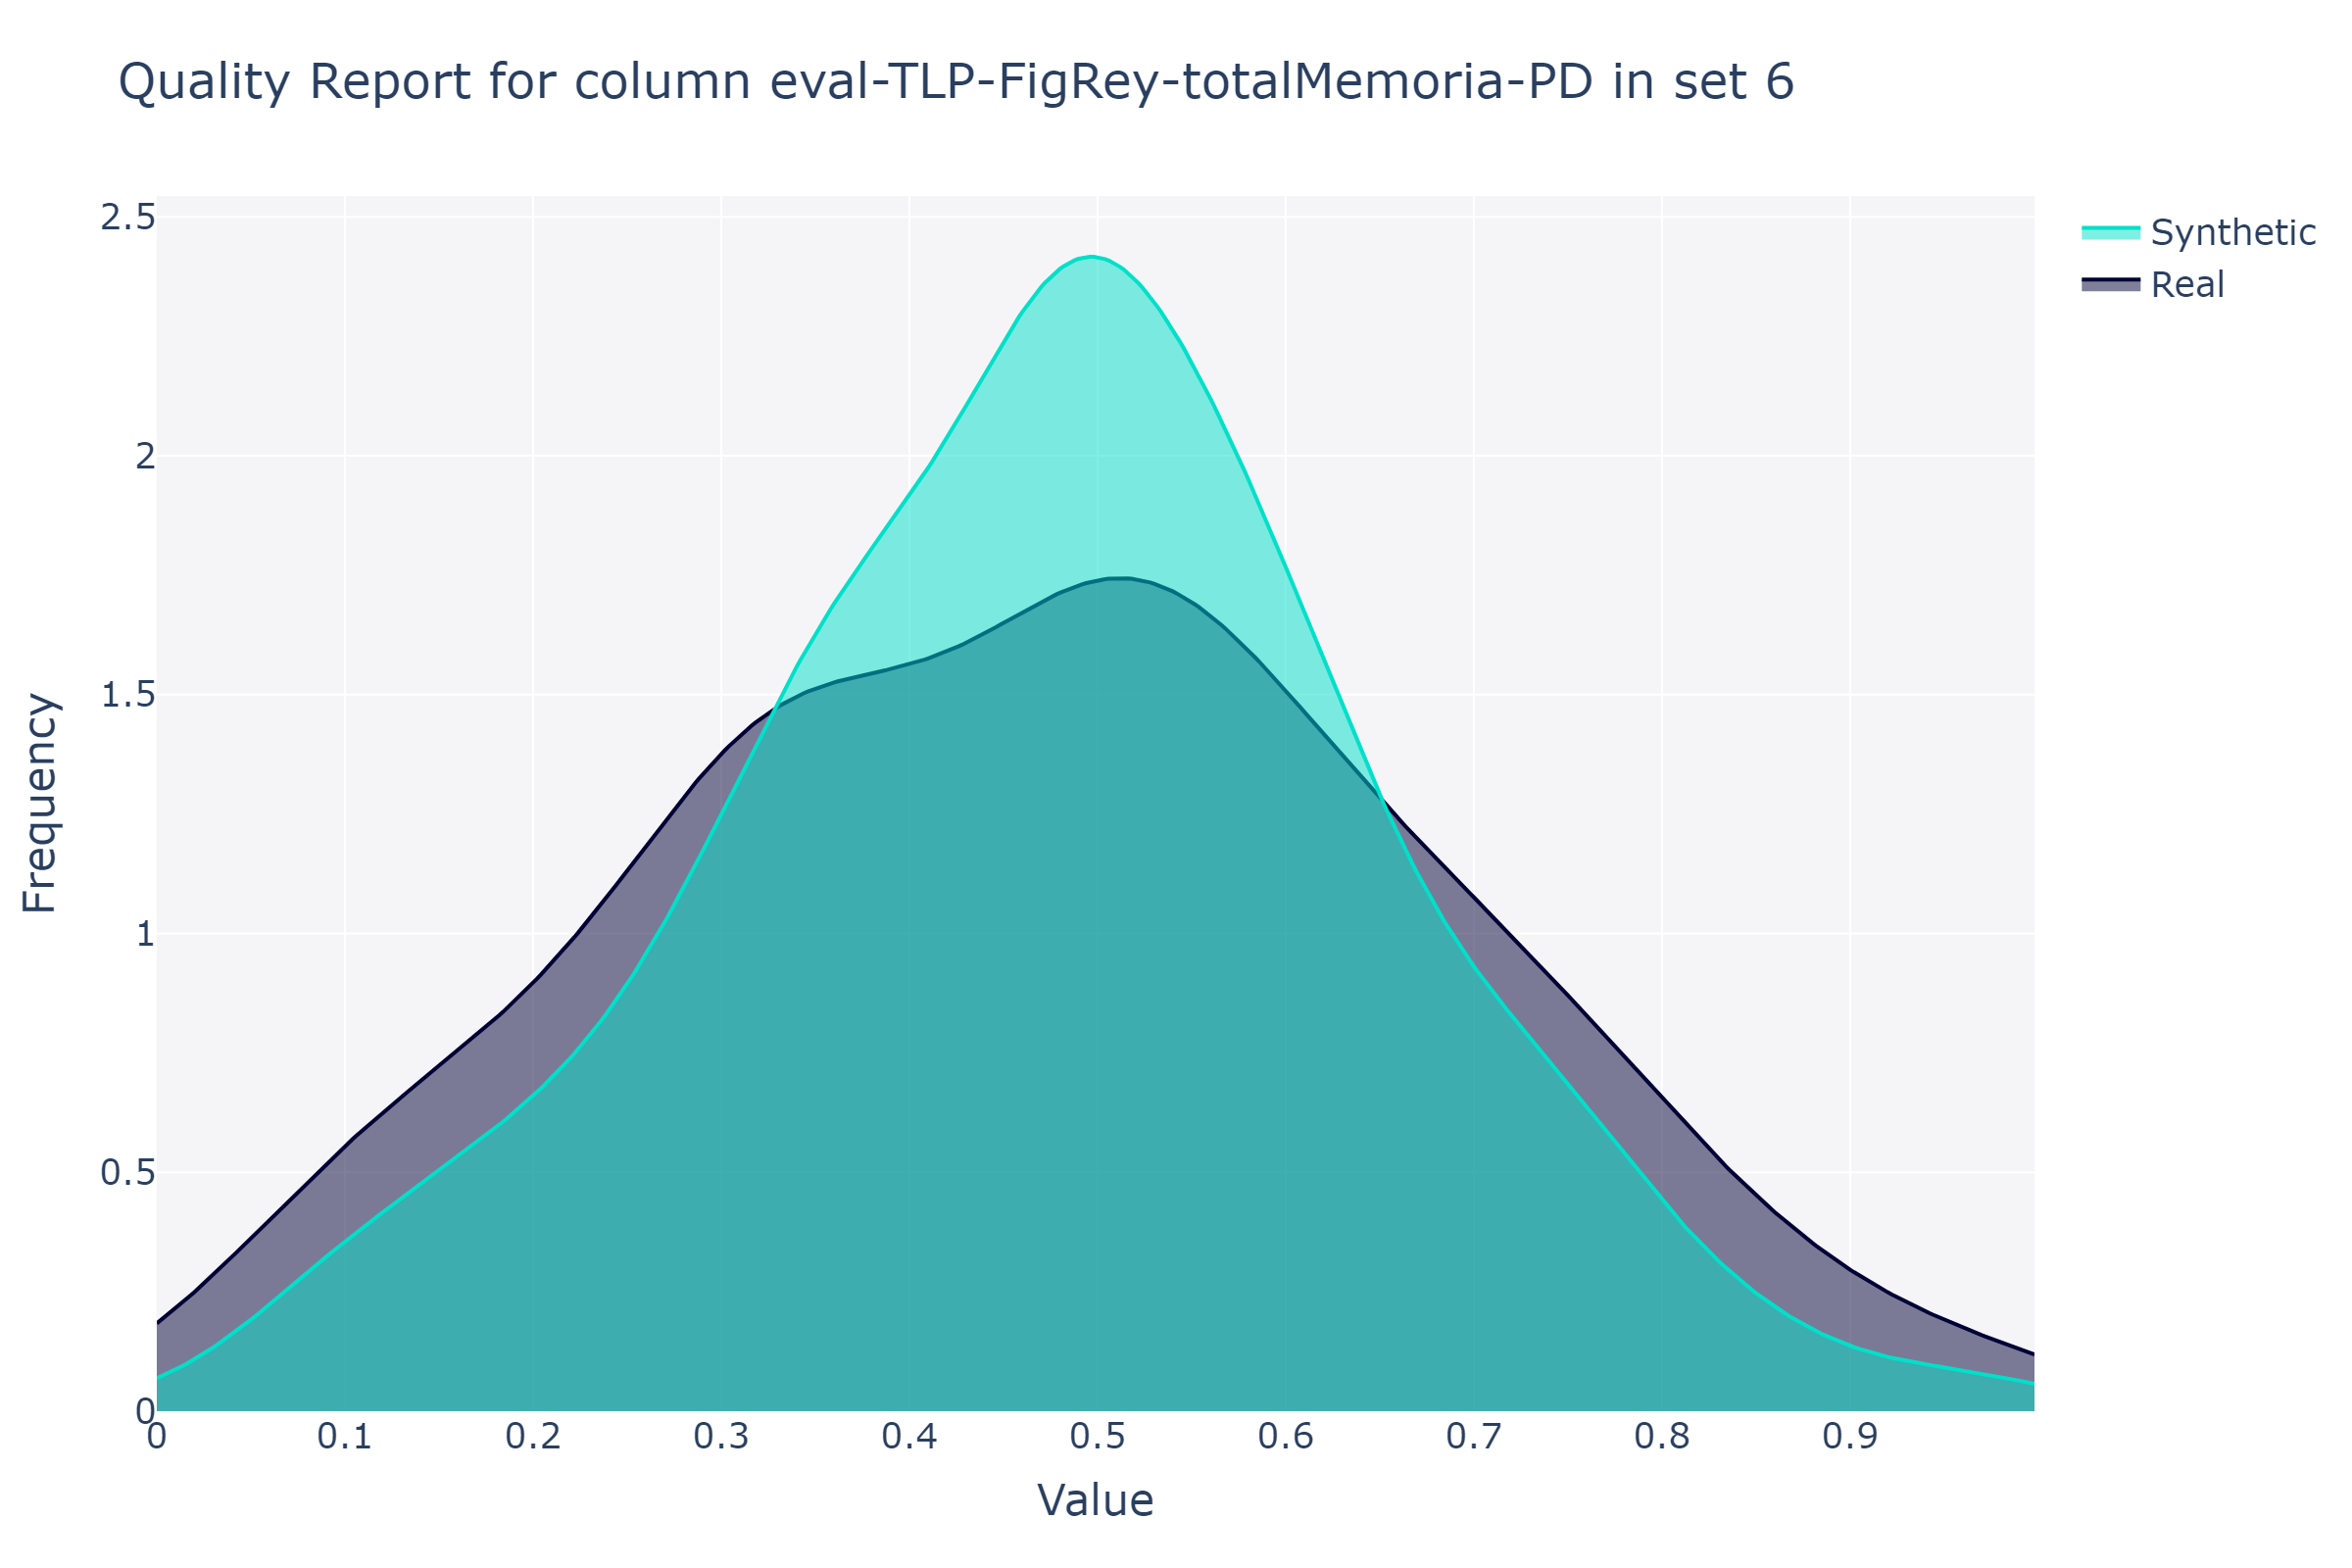 Quality Report for column eval-TLP-FigRey-totalMemoria-PD in set 6
Synthetic
Real
Frequency
2.5
2
1.5
1
0.5
0
0 0.1 0.2 0.3 0.4 0.5 0.6 0.7 0.8 0.9
Value